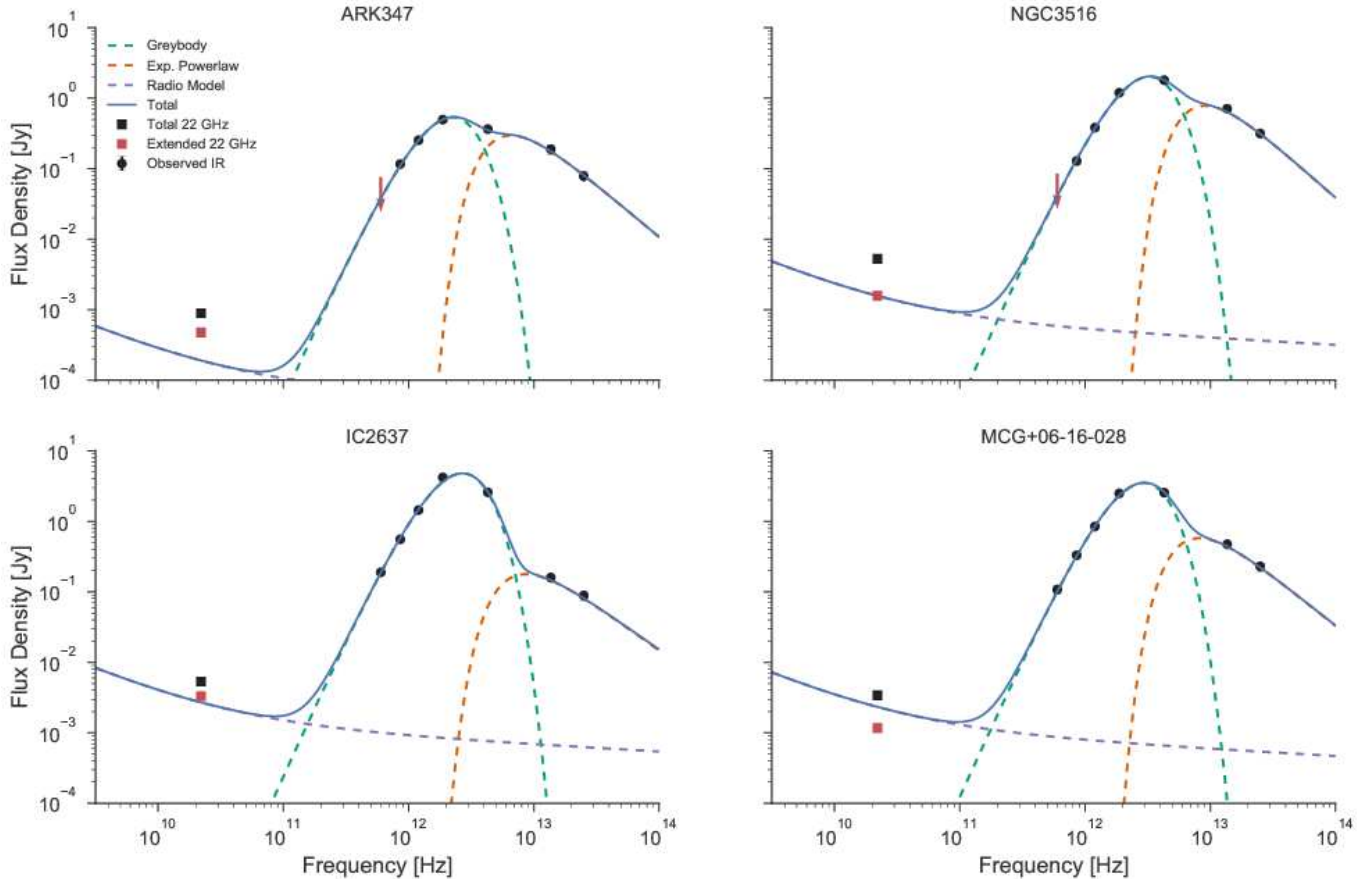 ARK347
NGC3516
Greybody
Exp. Powerlaw
Radio Model
Total
Total 22 GHz
Extended 22 GHz
Observed IR
10^1
10^0
10^-1
10^-2
10^-3
10^-4
Flux Density [Jy]
IC2637
MCG+06-16-028
10^1
10^0
10^-1
10^-2
10^-3
10^-4
Flux Density [Jy]
10^10 10^11 10^12 10^13 10^14
10^10 10^11 10^12 10^13 10^14
Frequency [Hz]
Frequency [Hz]